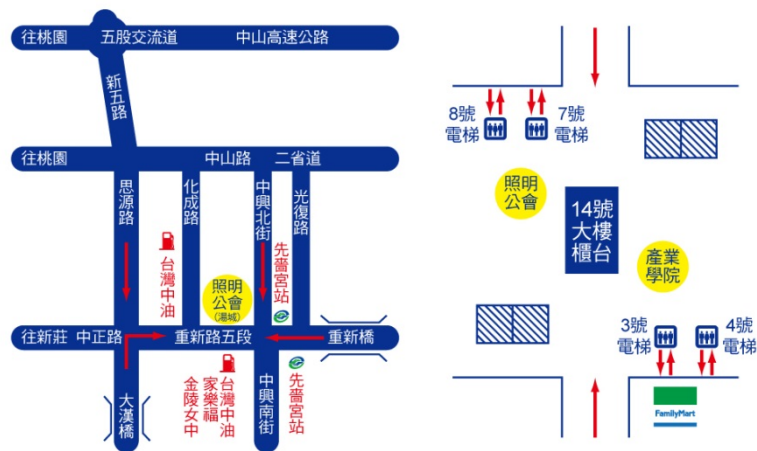 往桃園
五股交流道
中山高速公路
新五路
往桃園
中山路
二省道
思源路
化成路
中興北街
光復路
台灣中油
照明
公會
(湯城)
先嗇宮站
往新莊
中正路
重新路五段
重新橋
大漢橋
金陵女中
家樂福
台灣中油
中興南街
先嗇宮站
8號
電梯
7號
電梯
照明
公會
14號
大樓
櫃台
產業
學院
3號
電梯
4號
電梯
FamilyMart